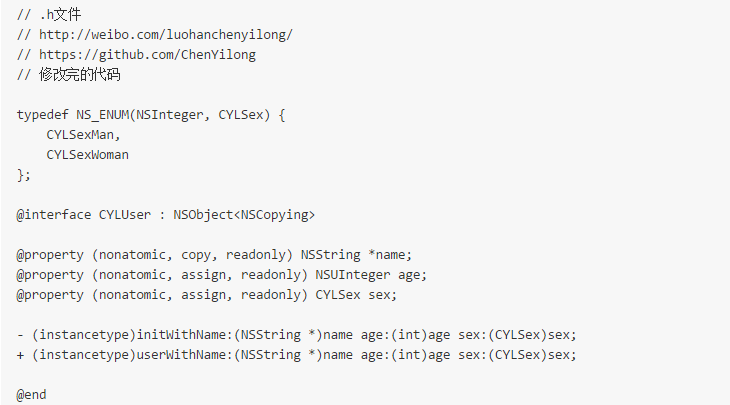 // .h文件
// http://weibo.com/luohanchenyilong/
// https://github.com/ChenYilong
// 修改完的代码
typedef NS_ENUM(NSInteger, CYLSex) {
    CYLSexMan,
    CYLSexWoman
};
@interface CYLUser : NSObject<NSCopying>
@property (nonatomic, copy, readonly) NSString *name;
@property (nonatomic, assign, readonly) NSUInteger age;
@property (nonatomic, assign, readonly) CYLSex sex;
- (instancetype)initWithName:(NSString *)name age:(int)age sex:(CYLSex)sex;
+ (instancetype)userWithName:(NSString *)name age:(int)age sex:(CYLSex)sex;
@end